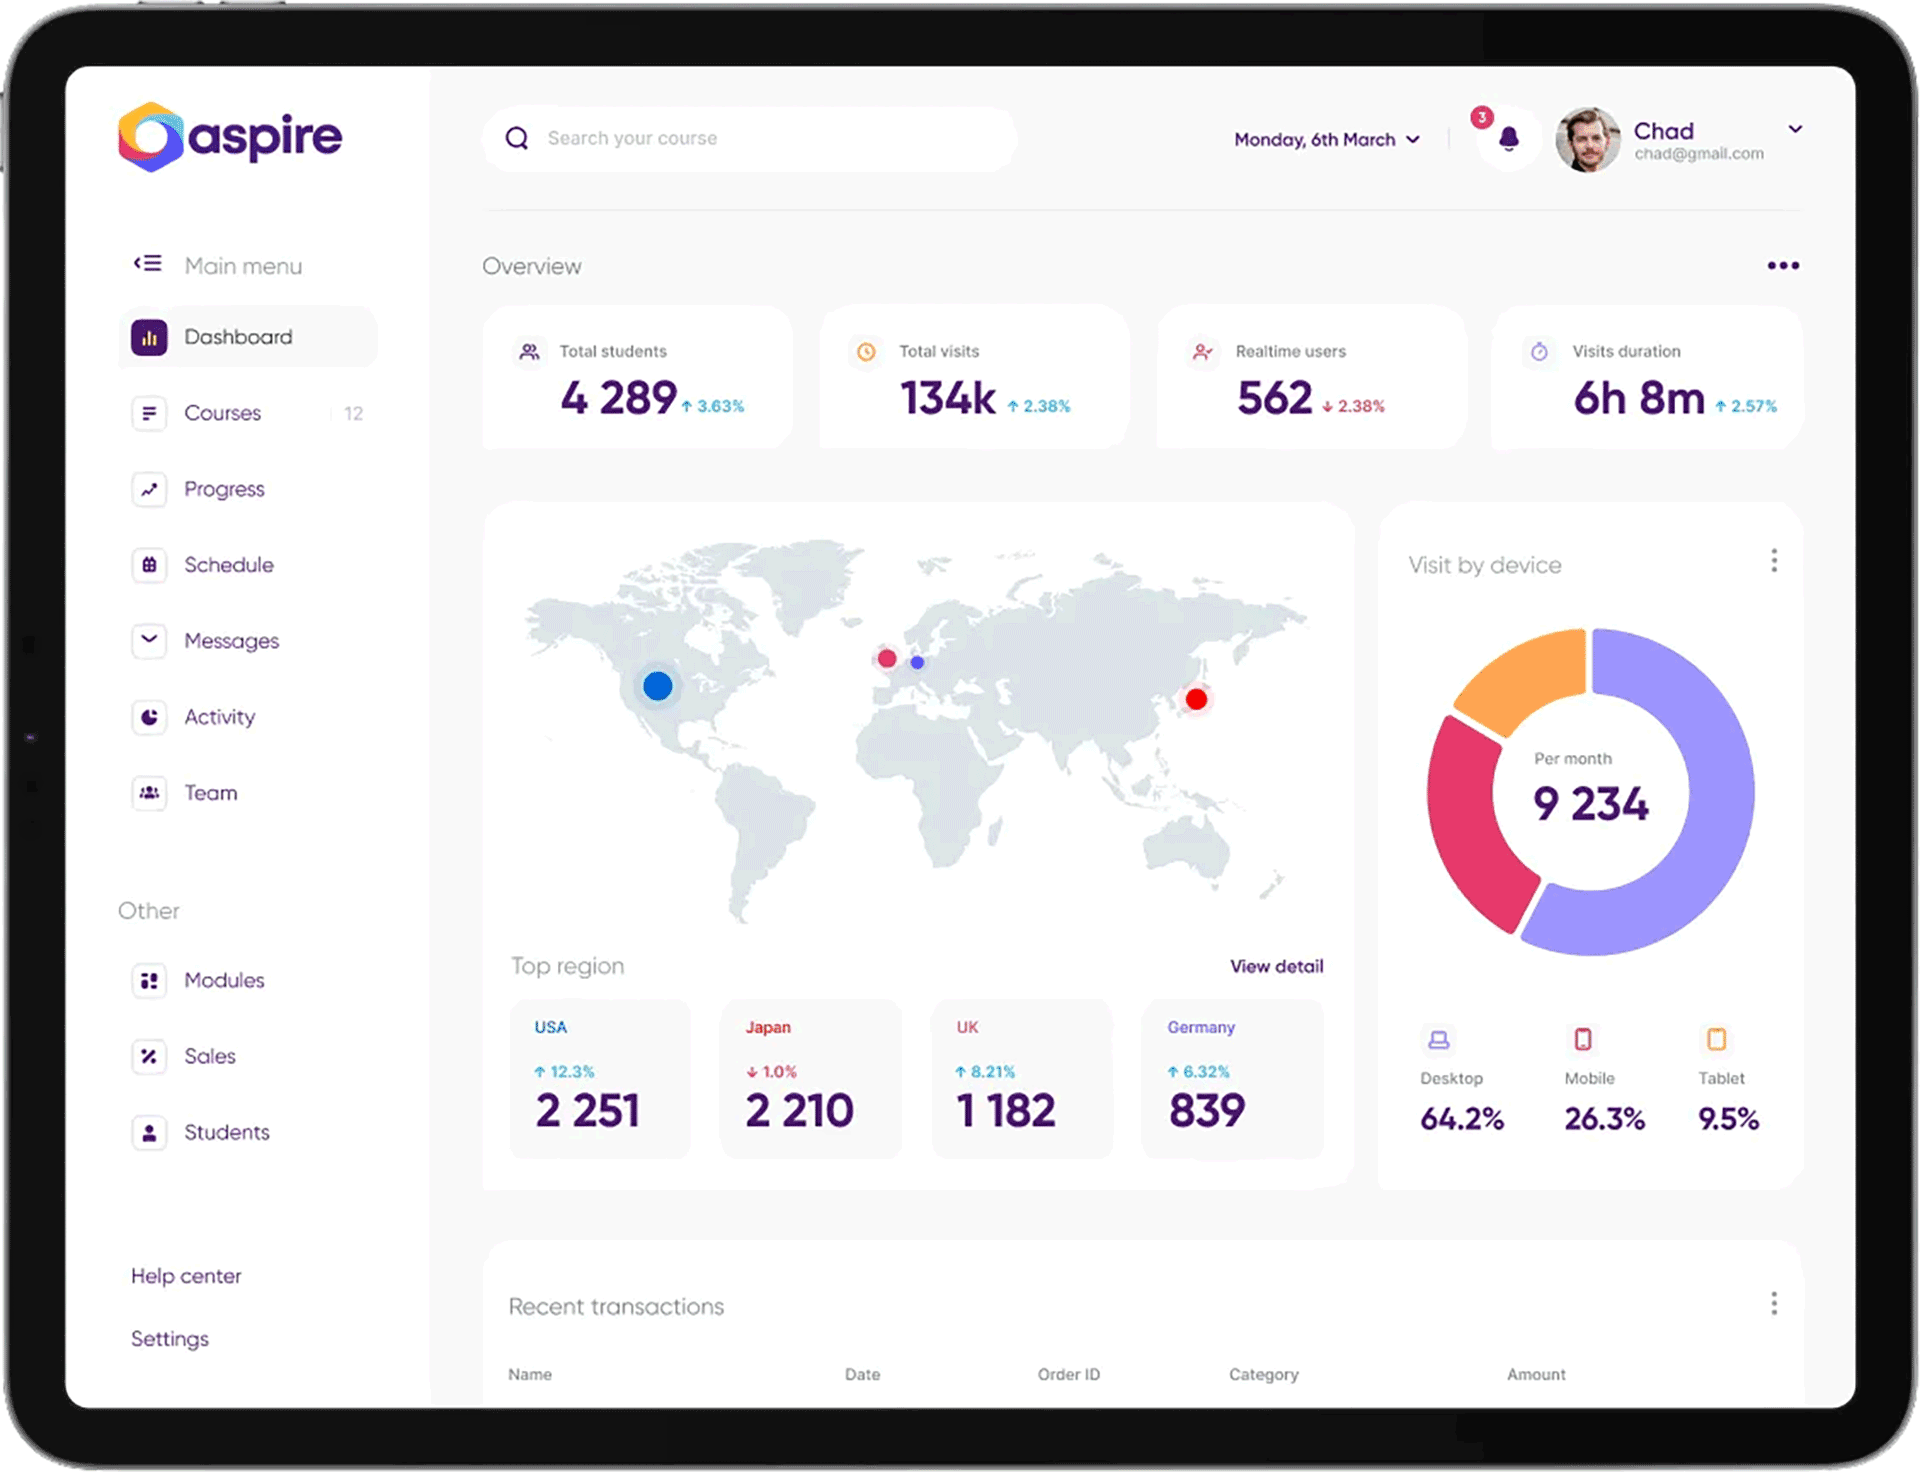 aspire
Search your course
Monday, 6th March
3
Chad
chad@gmail.com
Main menu
Dashboard
Courses 12
Progress
Schedule
Messages
Activity
Team
Other
Modules
Sales
Students
Help center
Settings
Overview
Total students
4 289 ↑ 3.63%
Total visits
134k ↑ 2.38%
Realtime users
562 ↓ 2.38%
Visits duration
6h 8m ↑ 2.57%
Top region
View detail
USA
↑ 12.3%
2 251
Japan
↓ 1.0%
2 210
UK
↑ 8.21%
1 182
Germany
↑ 6.32%
839
Visit by device
Per month
9 234
Desktop
64.2%
Mobile
26.3%
Tablet
9.5%
Recent transactions
Name Date Order ID Category Amount